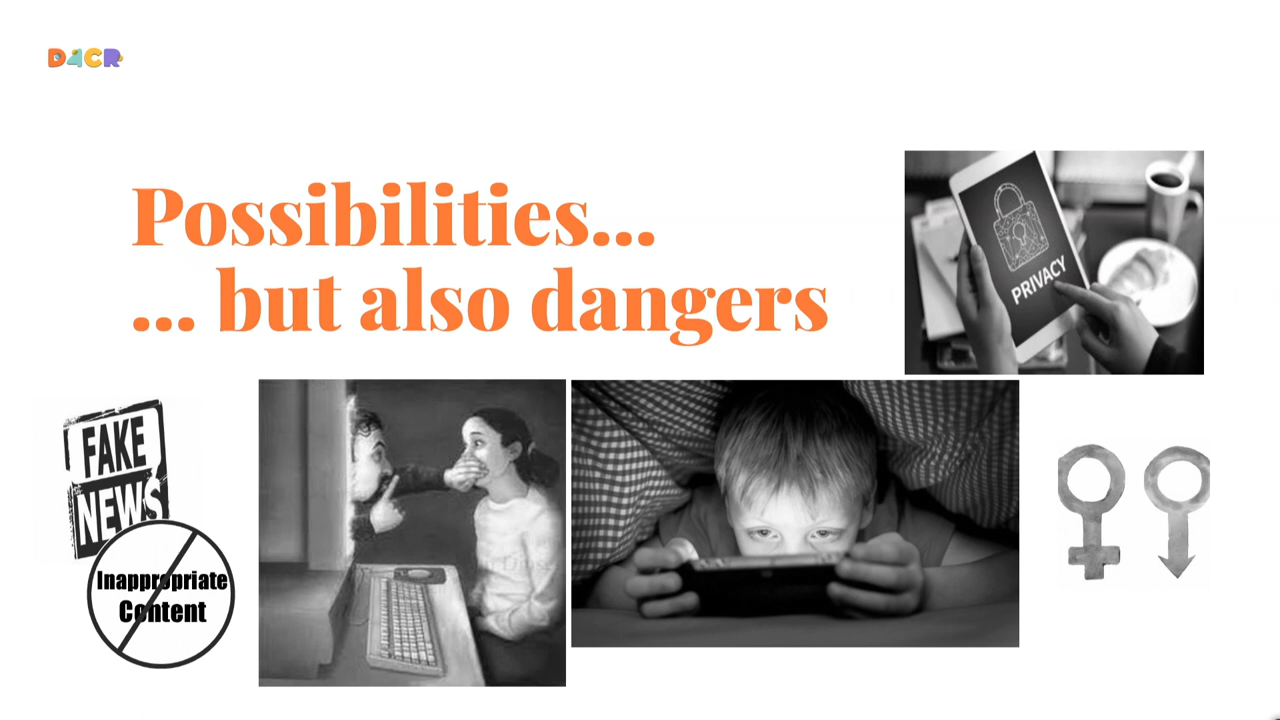 D4CR
Possibilities...
... but also dangers
PRIVACY
FAKE
NEWS
Inappropriate
Content